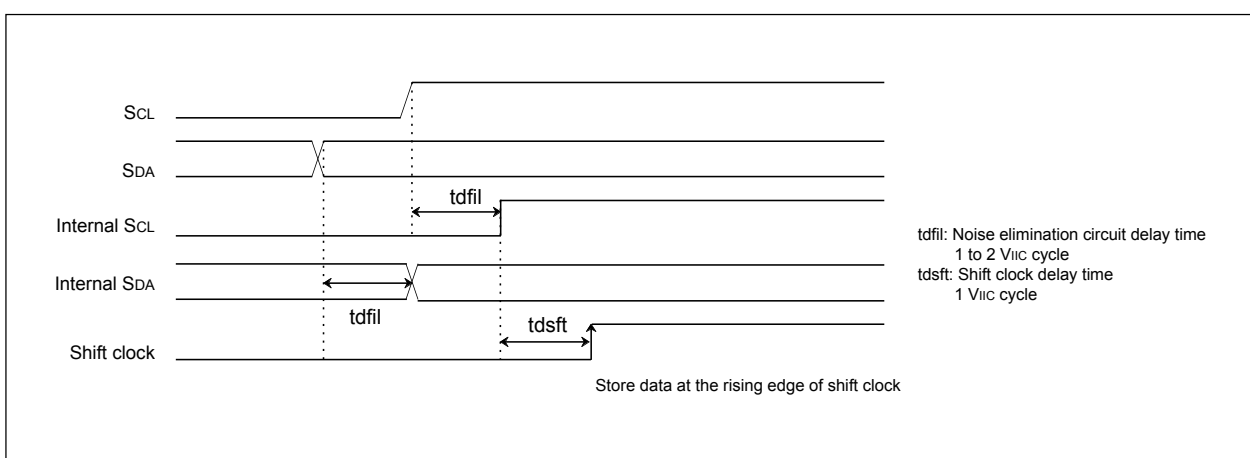 SCL
SDA
tdfil
Internal SCL
tdfil: Noise elimination circuit delay time
1 to 2 VIIC cycle
tdsft: Shift clock delay time
1 VIIC cycle
Internal SDA
tdfil
tdsft
Shift clock
Store data at the rising edge of shift clock